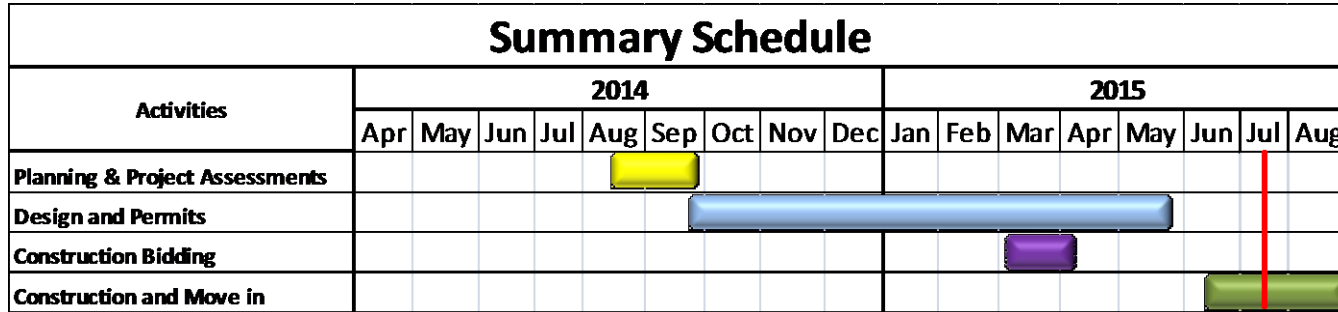 Summary Schedule
Activities
2014 2015
Apr May Jun Jul Aug Sep Oct Nov Dec Jan Feb Mar Apr May Jun Jul Aug
Planning & Project Assessments
Design and Permits
Construction Bidding
Construction and Move in